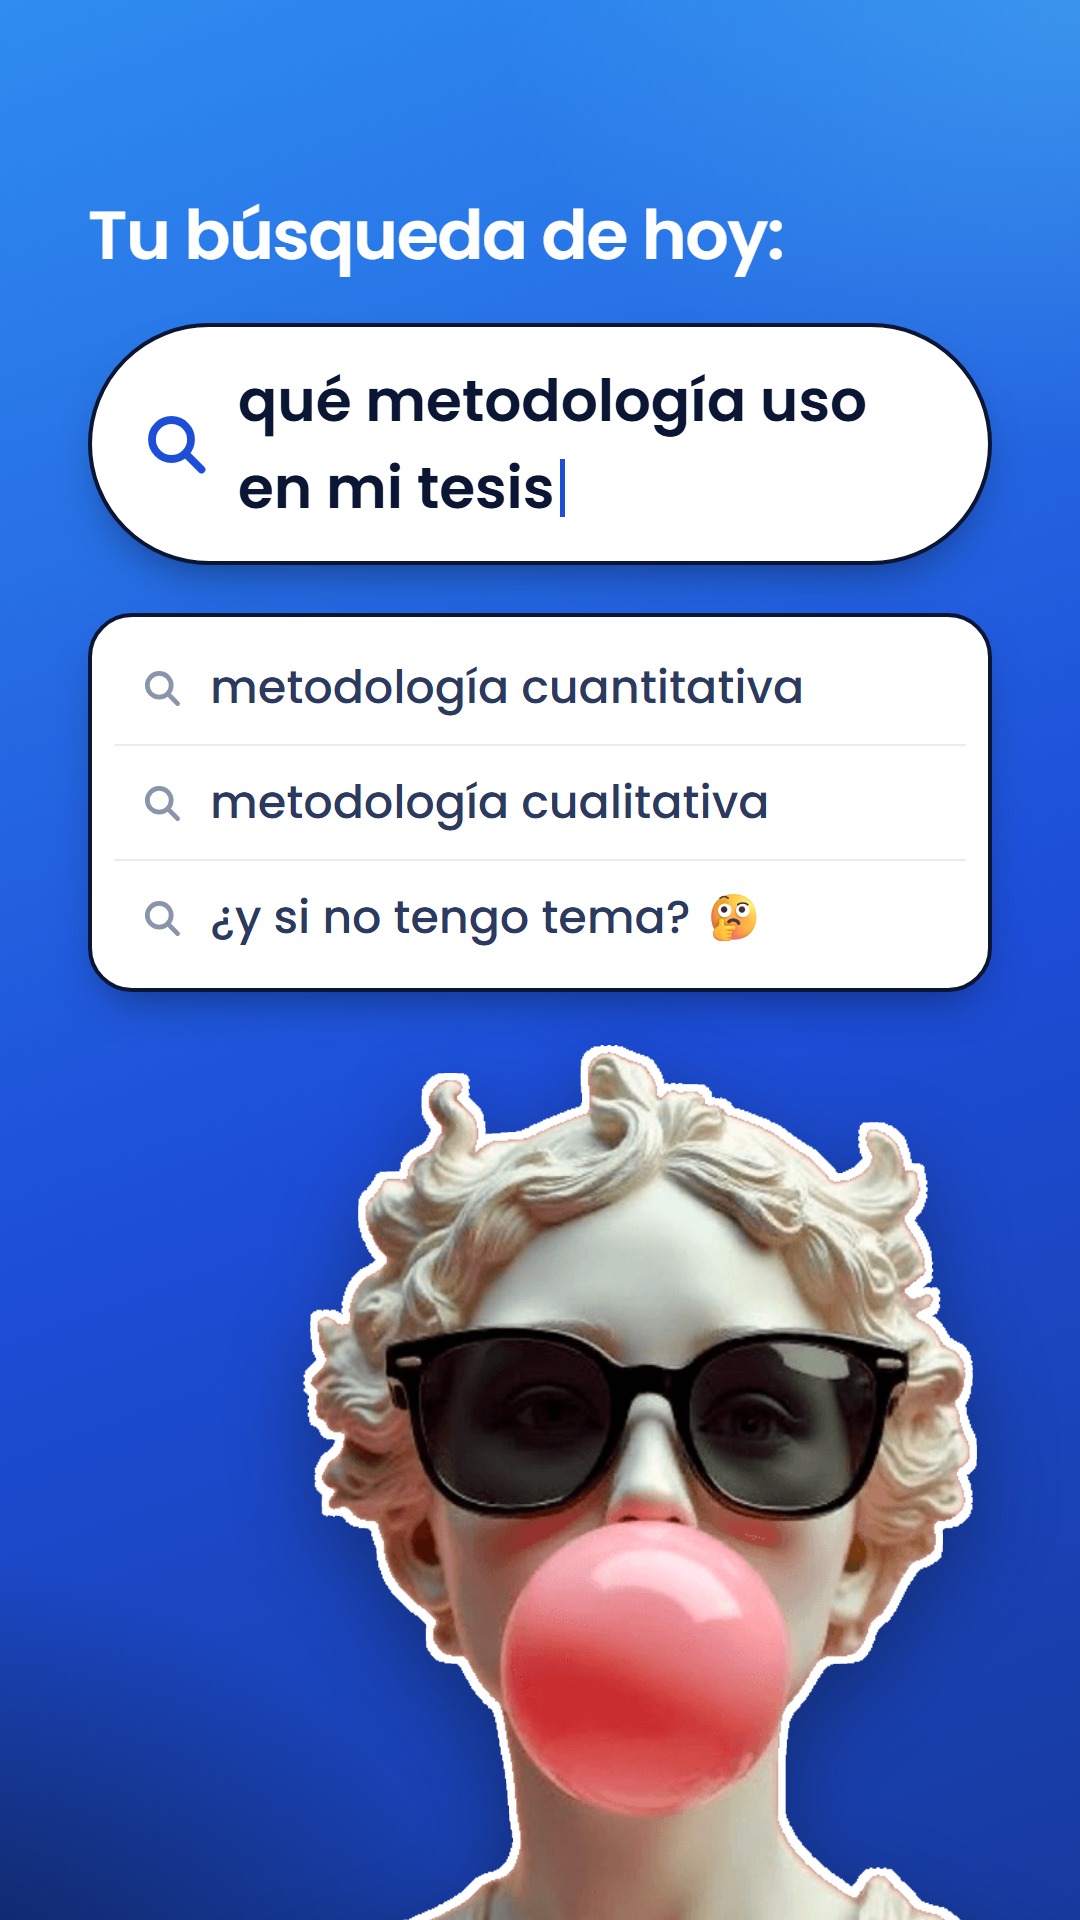 Tu búsqueda de hoy:
qué metodología uso
en mi tesis
metodología cuantitativa
metodología cualitativa
¿y si no tengo tema? 🤔